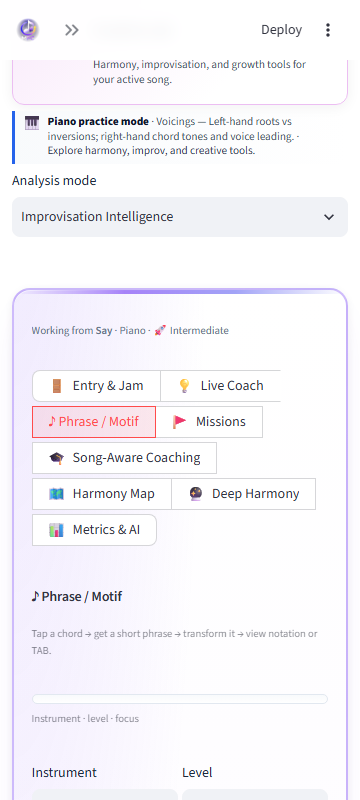 Deploy
Harmony, improvisation, and growth tools for
your active song.
Piano practice mode · Voicings — Left-hand roots vs
inversions; right-hand chord tones and voice leading. ·
Explore harmony, improv, and creative tools.
Analysis mode
Improvisation Intelligence
Working from Say · Piano · 🚀 Intermediate
Entry & Jam
Live Coach
♪ Phrase / Motif
Missions
Song-Aware Coaching
Harmony Map
Deep Harmony
Metrics & AI
♪ Phrase / Motif
Tap a chord → get a short phrase → transform it → view notation or
TAB.
Instrument · level · focus
Instrument
Level